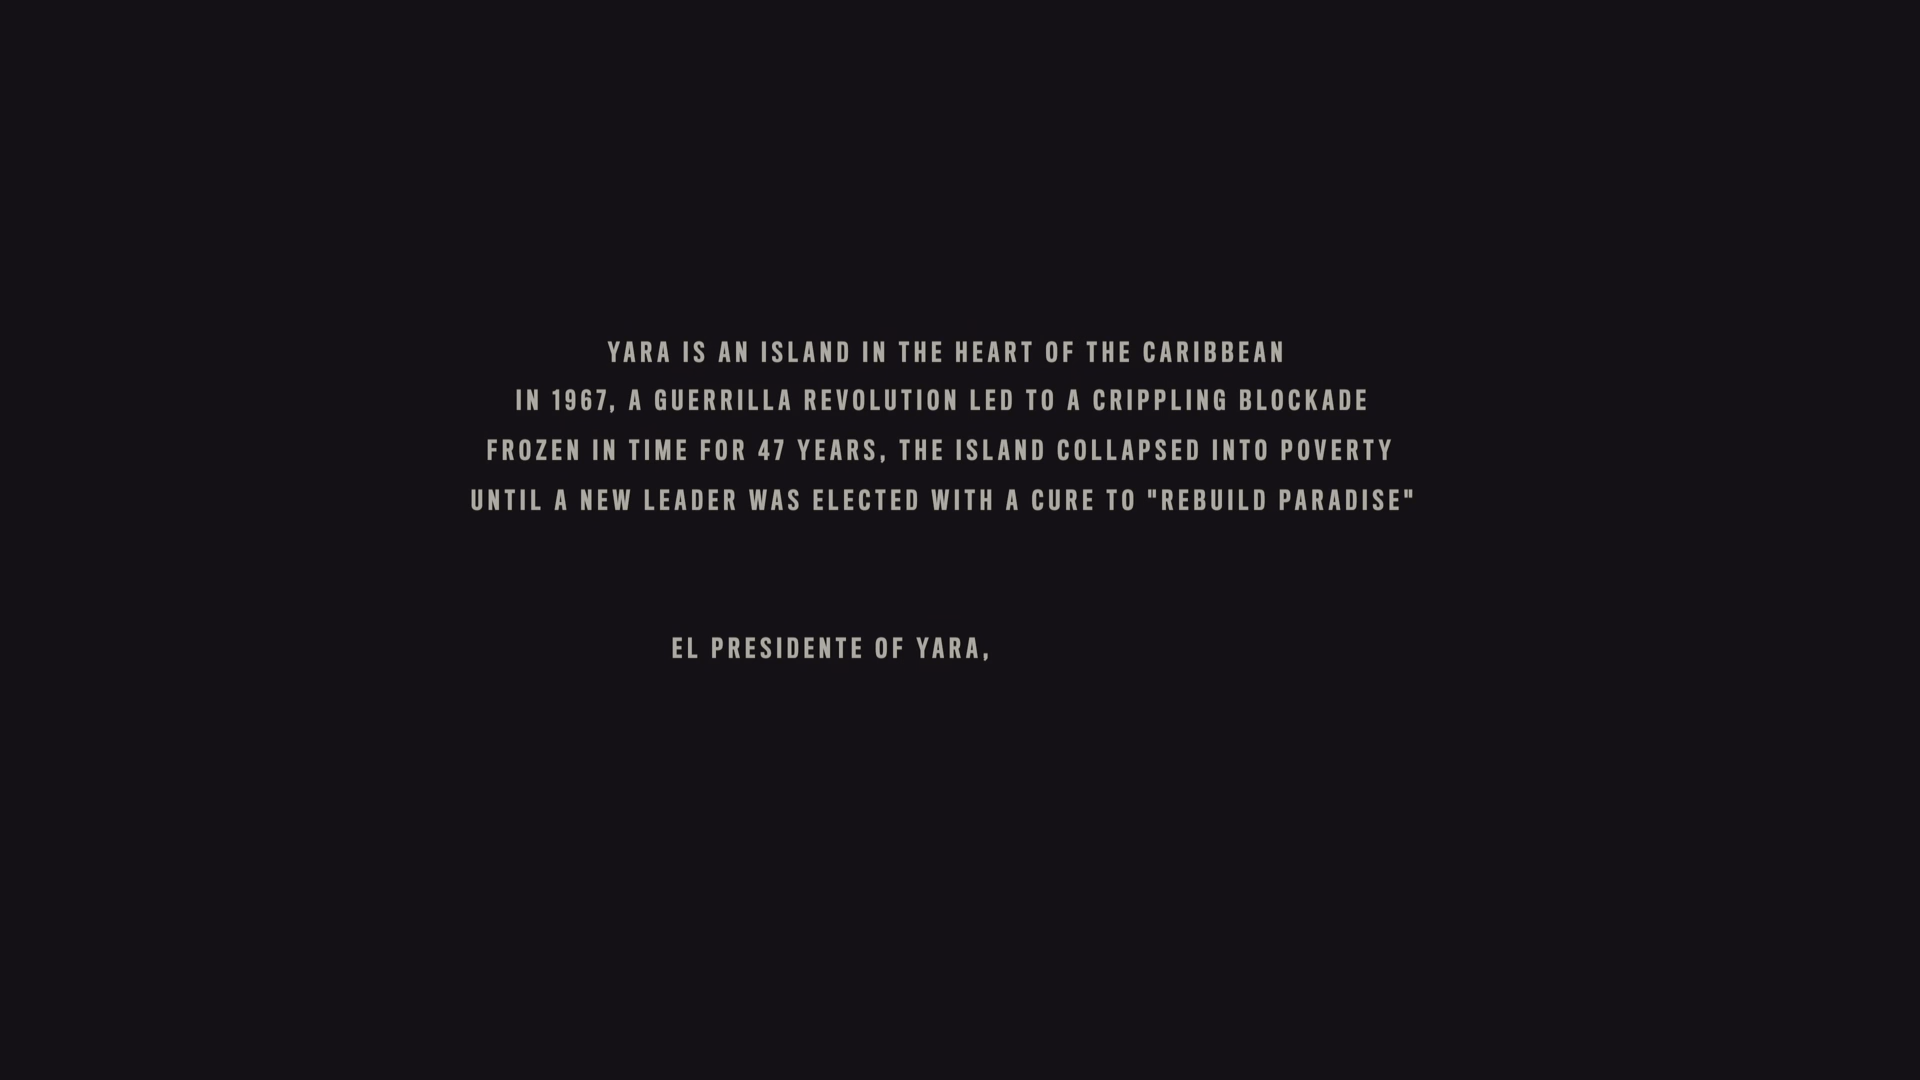 YARA IS AN ISLAND IN THE HEART OF THE CARIBBEAN
IN 1967, A GUERRILLA REVOLUTION LED TO A CRIPPLING BLOCKADE
FROZEN IN TIME FOR 47 YEARS, THE ISLAND COLLAPSED INTO POVERTY
UNTIL A NEW LEADER WAS ELECTED WITH A CURE TO "REBUILD PARADISE"
EL PRESIDENTE OF YARA,